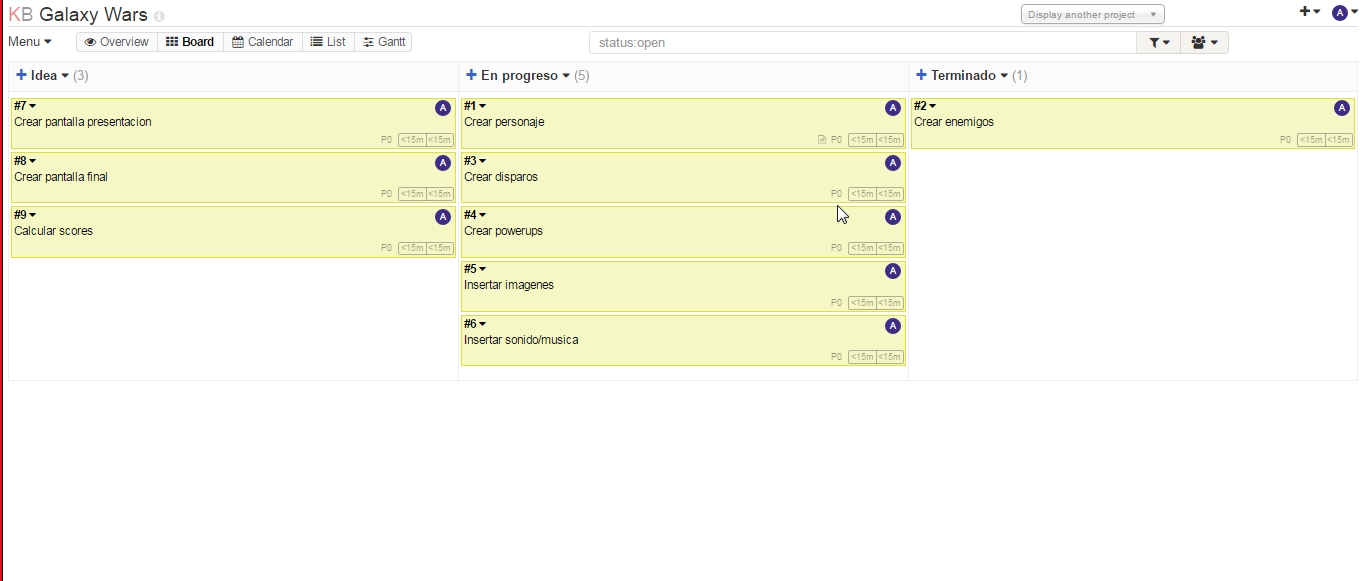 KB Galaxy Wars
Display another project
A
Menu
Overview
Board
Calendar
List
Gantt
status:open
Idea (3)
#7
A
Crear pantalla presentacion
P0 <15m <15m
#8
A
Crear pantalla final
P0 <15m <15m
#9
A
Calcular scores
P0 <15m <15m
En progreso (5)
#1
A
Crear personaje
P0 <15m <15m
#3
A
Crear disparos
P0 <15m <15m
#4
A
Crear powerups
P0 <15m <15m
#5
A
Insertar imagenes
P0 <15m <15m
#6
A
Insertar sonido/musica
P0 <15m <15m
Terminado (1)
#2
A
Crear enemigos
P0 <15m <15m